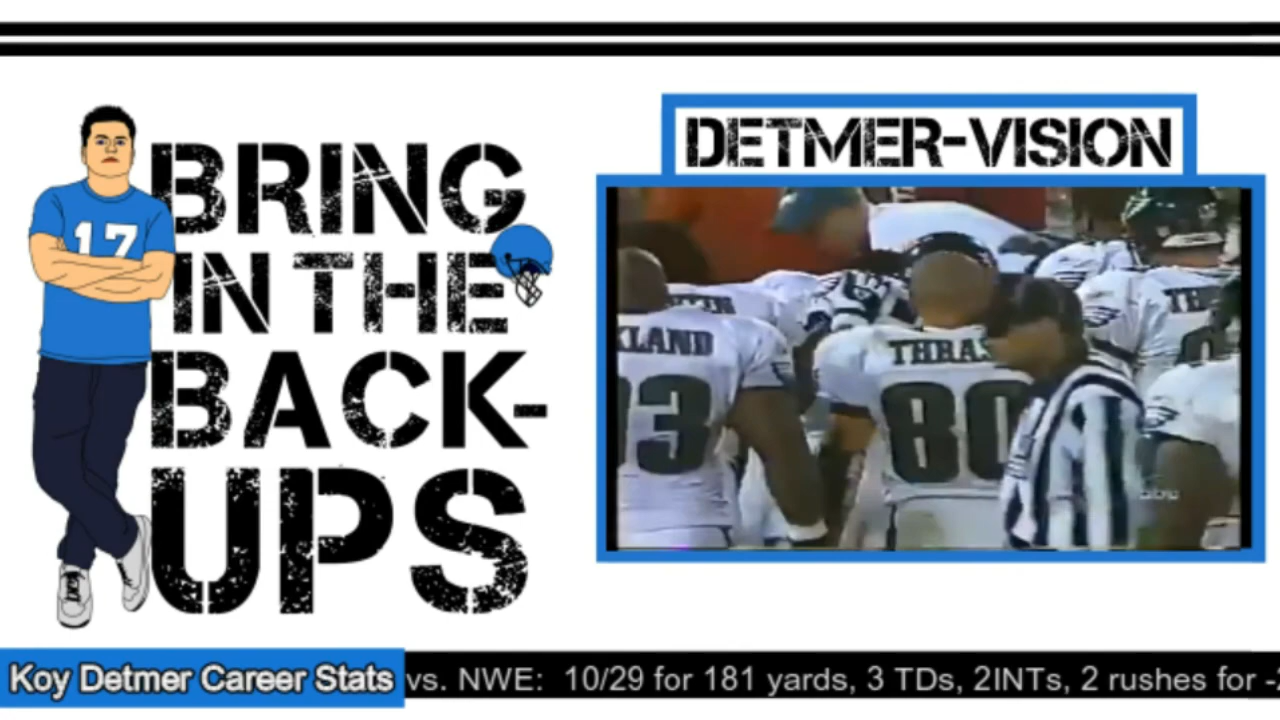 BRING
IN THE
BACK-
UPS
17
DETMER-VISION
KLAND
THRAS
80
abc
Koy Detmer Career Stats
vs. NWE: 10/29 for 181 yards, 3 TDs, 2INTs, 2 rushes for -